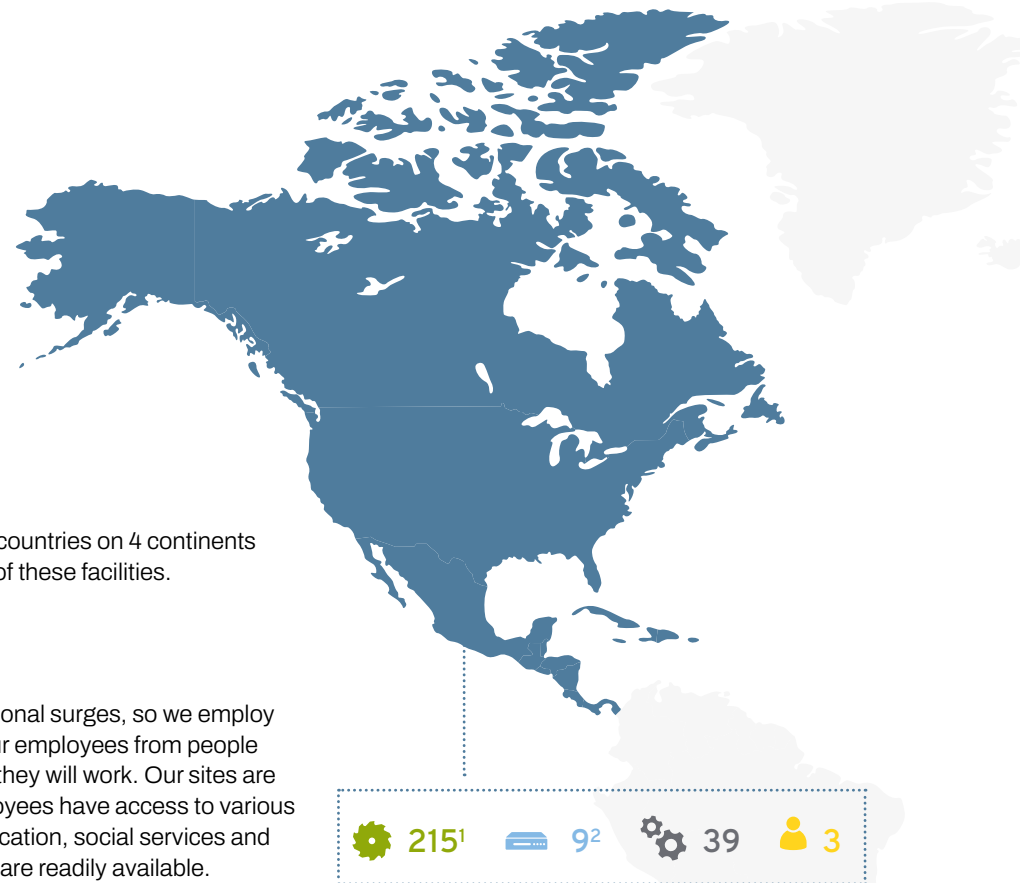 countries on 4 continents
of these facilities.
onal surges, so we employ
ur employees from people
they will work. Our sites are
oyees have access to various
cation, social services and
are readily available.
215¹ 9² 39 3